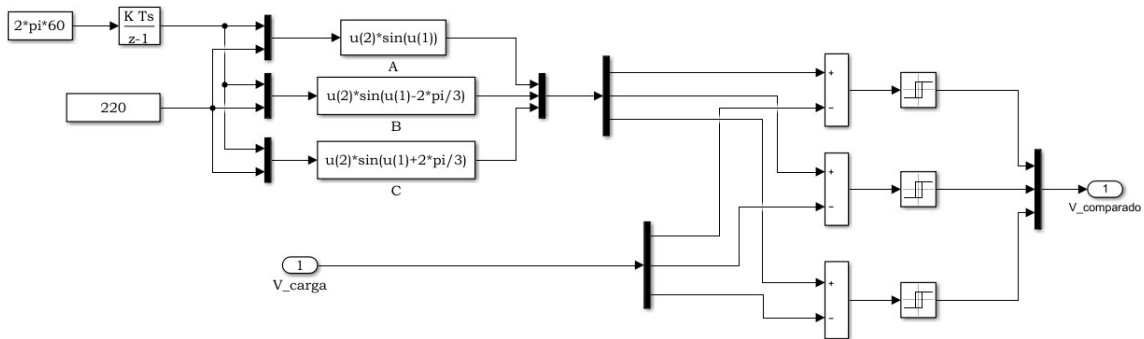 2*pi*60
K Ts
z-1
220
u(2)*sin(u(1))
A
u(2)*sin(u(1)-2*pi/3)
B
u(2)*sin(u(1)+2*pi/3)
C
1
V_carga
+
−
+
−
+
−
1
V_comparado